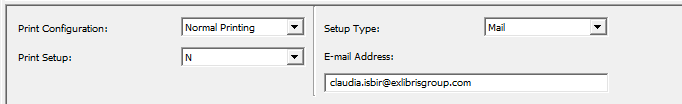 Print Configuration: Normal Printing
Print Setup: N
Setup Type: Mail
E-mail Address:
claudia.isbir@exlibrisgroup.com